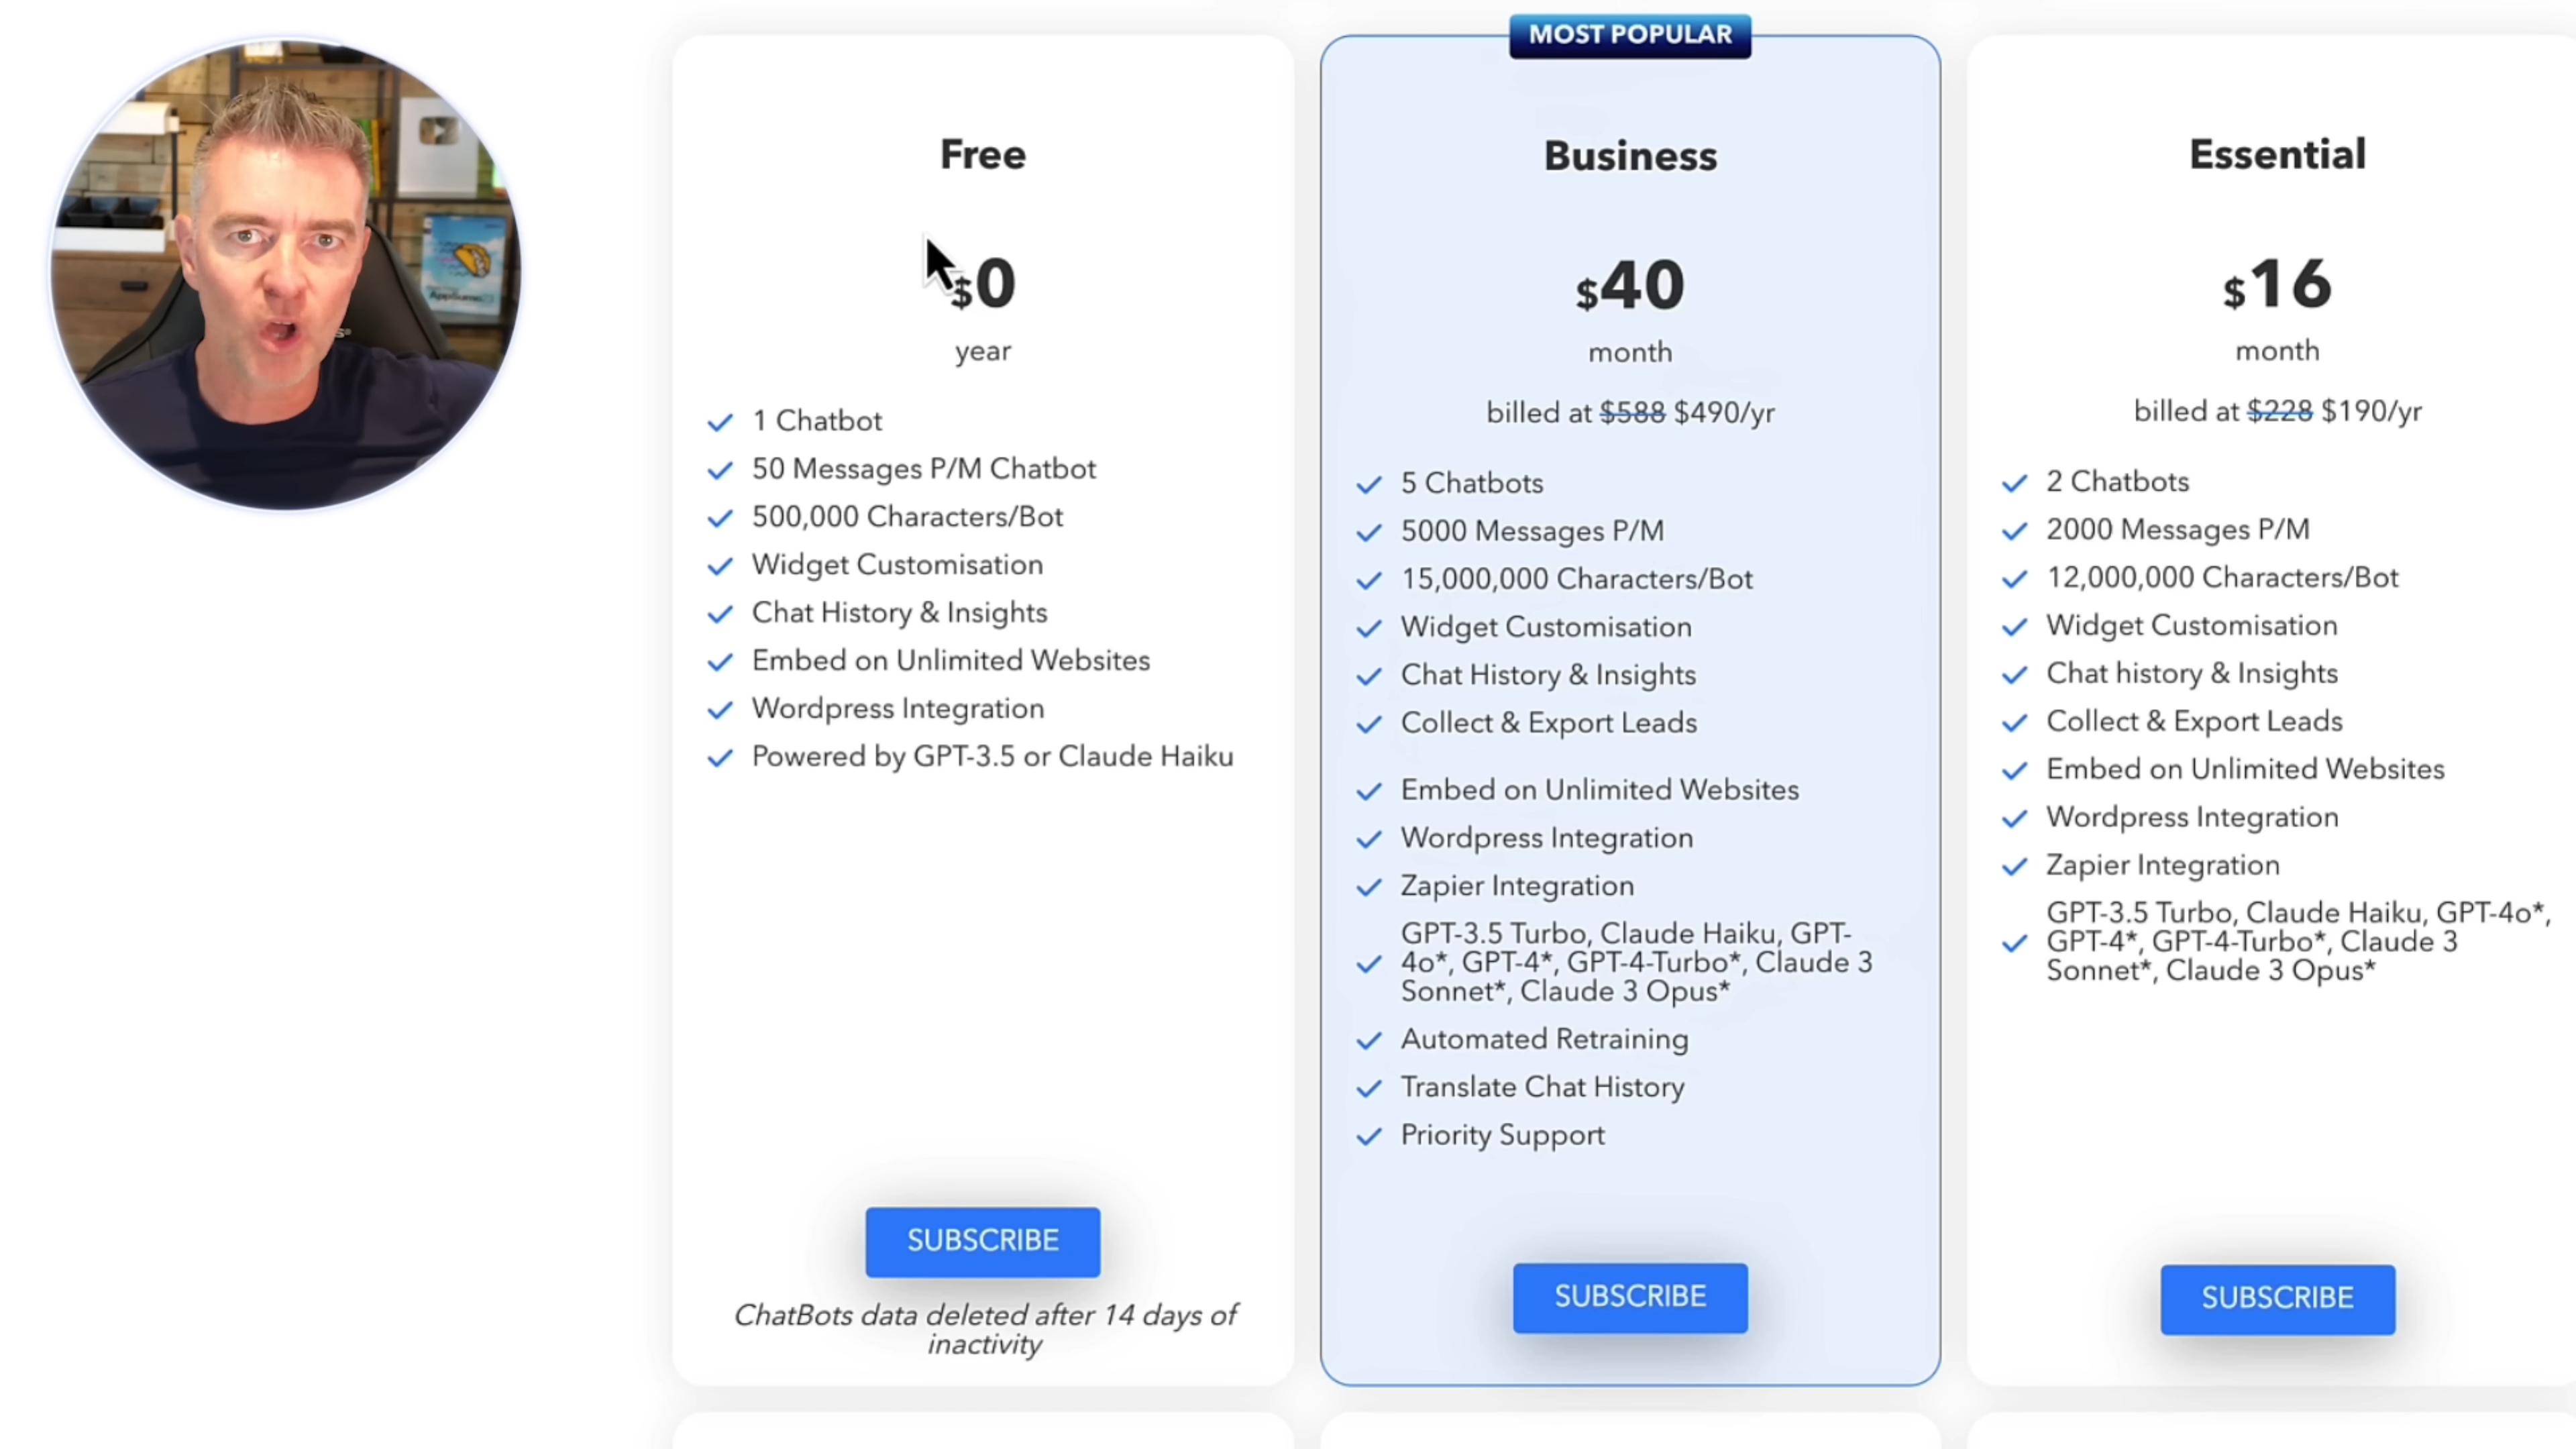 MOST POPULAR
Free
$0
year
1 Chatbot
50 Messages P/M Chatbot
500,000 Characters/Bot
Widget Customisation
Chat History & Insights
Embed on Unlimited Websites
Wordpress Integration
Powered by GPT-3.5 or Claude Haiku
SUBSCRIBE
ChatBots data deleted after 14 days of
inactivity
Business
$40
month
billed at $588 $490/yr
5 Chatbots
5000 Messages P/M
15,000,000 Characters/Bot
Widget Customisation
Chat History & Insights
Collect & Export Leads
Embed on Unlimited Websites
Wordpress Integration
Zapier Integration
GPT-3.5 Turbo, Claude Haiku, GPT-
4o*, GPT-4*, GPT-4-Turbo*, Claude 3
Sonnet*, Claude 3 Opus*
Automated Retraining
Translate Chat History
Priority Support
SUBSCRIBE
Essential
$16
month
billed at $228 $190/yr
2 Chatbots
2000 Messages P/M
12,000,000 Characters/Bot
Widget Customisation
Chat history & Insights
Collect & Export Leads
Embed on Unlimited Websites
Wordpress Integration
Zapier Integration
GPT-3.5 Turbo, Claude Haiku, GPT-4o*,
GPT-4*, GPT-4-Turbo*, Claude 3
Sonnet*, Claude 3 Opus*
SUBSCRIBE
AppSumo